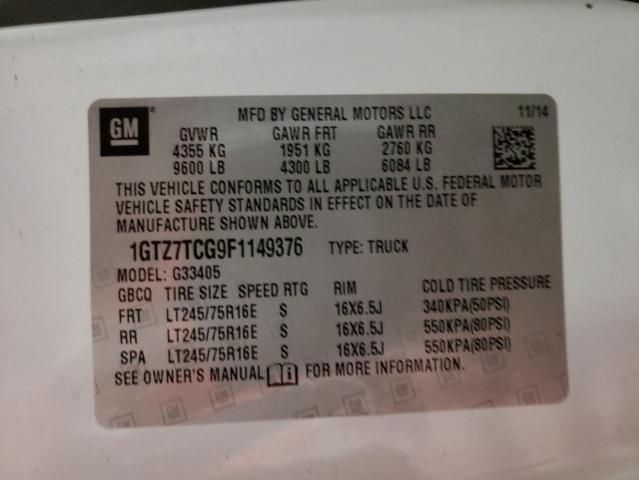 GM MFD BY GENERAL MOTORS LLC 11/14
GVWR GAWR FRT GAWR RR
4355 KG 1951 KG 2760 KG
9600 LB 4300 LB 6084 LB
THIS VEHICLE CONFORMS TO ALL APPLICABLE U.S. FEDERAL MOTOR
VEHICLE SAFETY STANDARDS IN EFFECT ON THE DATE OF
MANUFACTURE SHOWN ABOVE.
1GTZ7TCG9F1149376 TYPE: TRUCK
MODEL: G33405
GBCQ TIRE SIZE SPEED RTG RIM COLD TIRE PRESSURE
FRT LT245/75R16E S 16X6.5J 340KPA(50PSI)
RR LT245/75R16E S 16X6.5J 550KPA(80PSI)
SPA LT245/75R16E S 16X6.5J 550KPA(80PSI)
SEE OWNER'S MANUAL i FOR MORE INFORMATION.